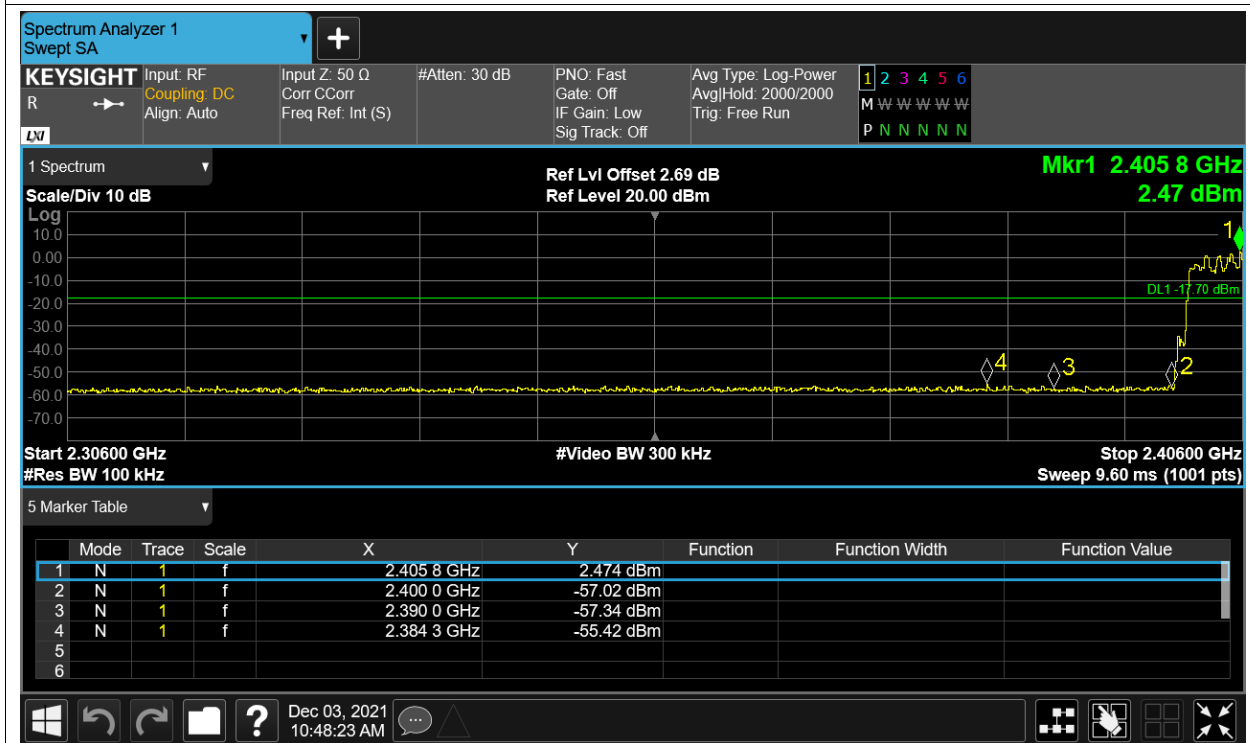 Spectrum Analyzer 1
Swept SA
KEYSIGHT Input: RF Input Z: 50 Ω #Atten: 30 dB PNO: Fast Avg Type: Log-Power 1 2 3 4 5 6
R Coupling: DC Corr CCorr Gate: Off Avg|Hold: 2000/2000 M W W W W W
Align: Auto Freq Ref: Int (S) IF Gain: Low Trig: Free Run
LXI Sig Track: Off P N N N N N
1 Spectrum Ref Lvl Offset 2.69 dB Mkr1 2.405 8 GHz
Scale/Div 10 dB Ref Level 20.00 dBm 2.47 dBm
Log
10.0 1
0.00
-10.0
DL1 -17.70 dBm
-20.0
-30.0
-40.0
4 3 2
-50.0
-60.0
-70.0
Start 2.30600 GHz #Video BW 300 kHz Stop 2.40600 GHz
#Res BW 100 kHz Sweep 9.60 ms (1001 pts)
5 Marker Table
Mode Trace Scale X Y Function Function Width Function Value
1 N 1 f 2.405 8 GHz 2.474 dBm
2 N 1 f 2.400 0 GHz -57.02 dBm
3 N 1 f 2.390 0 GHz -57.34 dBm
4 N 1 f 2.384 3 GHz -55.42 dBm
5
6
? Dec 03, 2021
10:48:23 AM